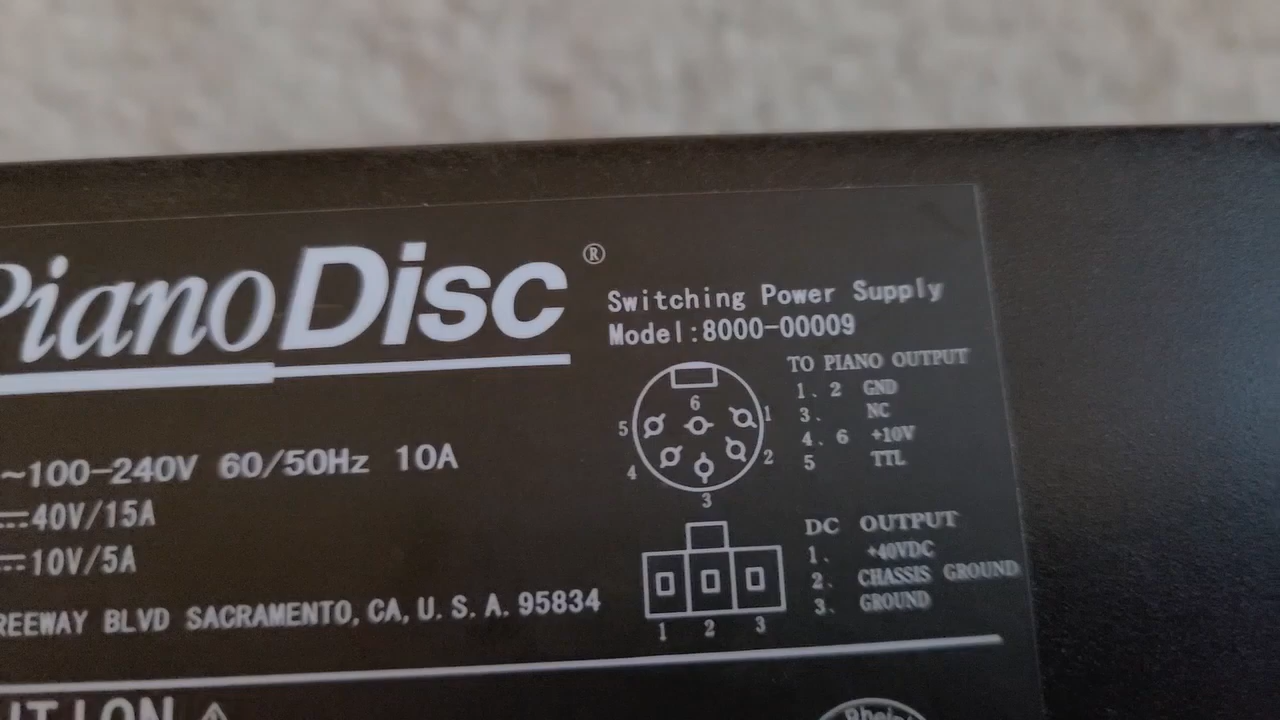 PianoDisc®
Switching Power Supply
Model:8000-00009
TO PIANO OUTPUT
1. 2 GND
3. NC
4. 6 +10V
5 TTL
6
5
1
4
2
3
~100-240V 60/50Hz 10A
40V/15A
10V/5A
DC OUTPUT
1. +40VDC
2. CHASSIS GROUND
3. GROUND
1 2 3
REEWAY BLVD SACRAMENTO, CA, U. S. A. 95834
UTION